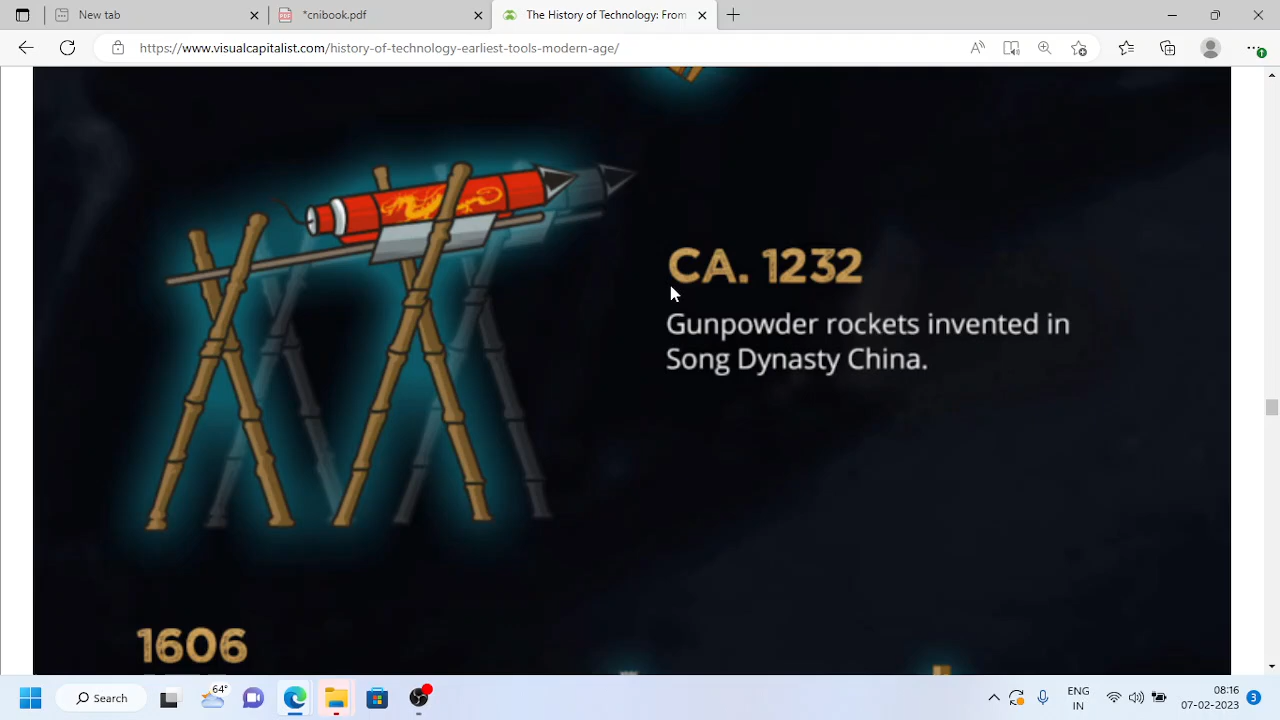 New tab
*cnibook.pdf
The History of Technology: From
https://www.visualcapitalist.com/history-of-technology-earliest-tools-modern-age/
CA. 1232
Gunpowder rockets invented in
Song Dynasty China.
1606
Search
64°
ENG
IN
08:16
07-02-2023
3